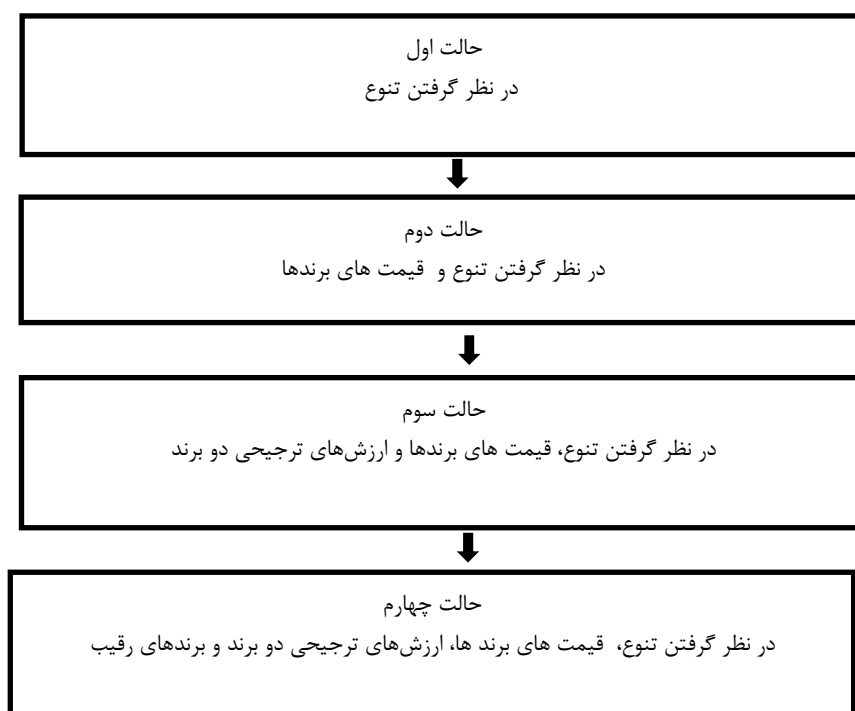 حالت اول
در نظر گرفتن تنوع
حالت دوم
در نظر گرفتن تنوع و قیمت های برندها
حالت سوم
در نظر گرفتن تنوع، قیمت های برندها و ارزش‌های ترجیحی دو برند
حالت چهارم
در نظر گرفتن تنوع، قیمت های برند ها، ارزش‌های ترجیحی دو برند و برندهای رقیب